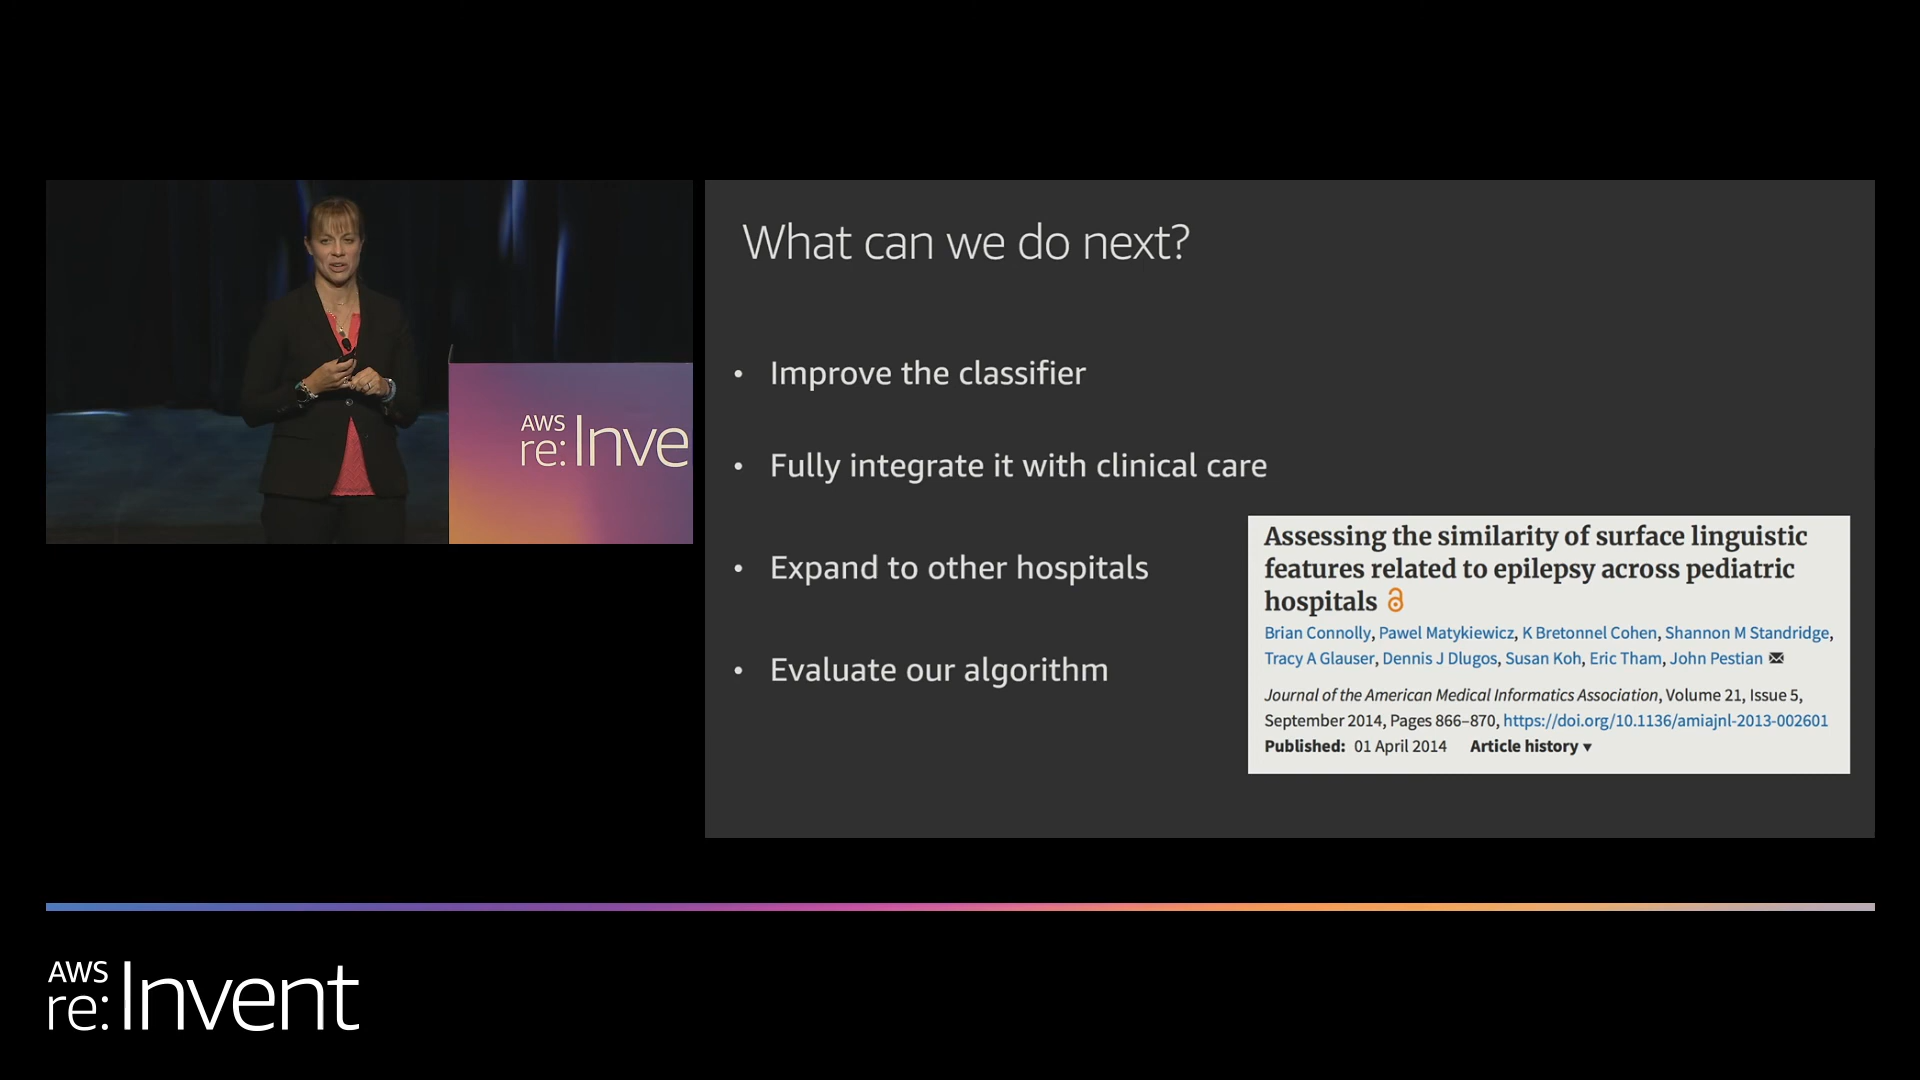 AWS
re:Inve
What can we do next?
• Improve the classifier
• Fully integrate it with clinical care
• Expand to other hospitals
• Evaluate our algorithm
Assessing the similarity of surface linguistic
features related to epilepsy across pediatric
hospitals
Brian Connolly, Pawel Matykiewicz, K Bretonnel Cohen, Shannon M Standridge,
Tracy A Glauser, Dennis J Dlugos, Susan Koh, Eric Tham, John Pestian
Journal of the American Medical Informatics Association, Volume 21, Issue 5,
September 2014, Pages 866–870, https://doi.org/10.1136/amiajnl-2013-002601
Published: 01 April 2014 Article history ▾
AWS
re:Invent